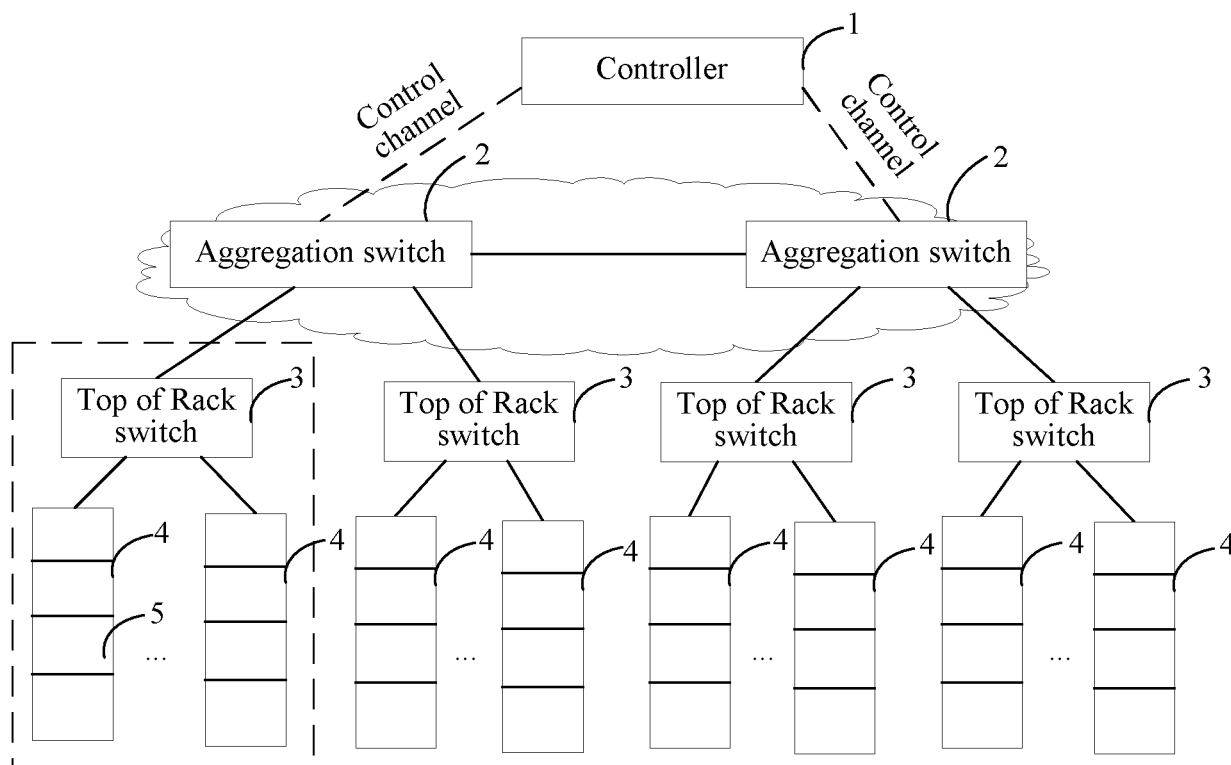 1
Controller
Control
channel
Control
channel
2
2
Aggregation switch
Aggregation switch
3
3
3
3
Top of Rack
switch
Top of Rack
switch
Top of Rack
switch
Top of Rack
switch
4
4
4
4
4
4
4
4
5
...
...
...
...